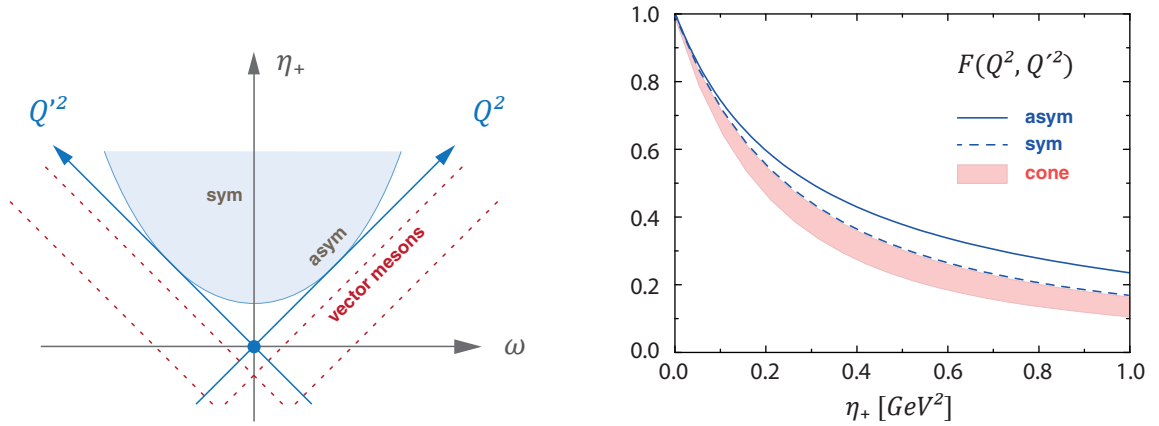 η₊
Q'²
Q²
sym
asym
vector mesons
ω
1.0
0.8
0.6
0.4
0.2
0.0
F(Q², Q'²)
asym
sym
cone
0.0 0.2 0.4 0.6 0.8 1.0
η₊ [GeV²]